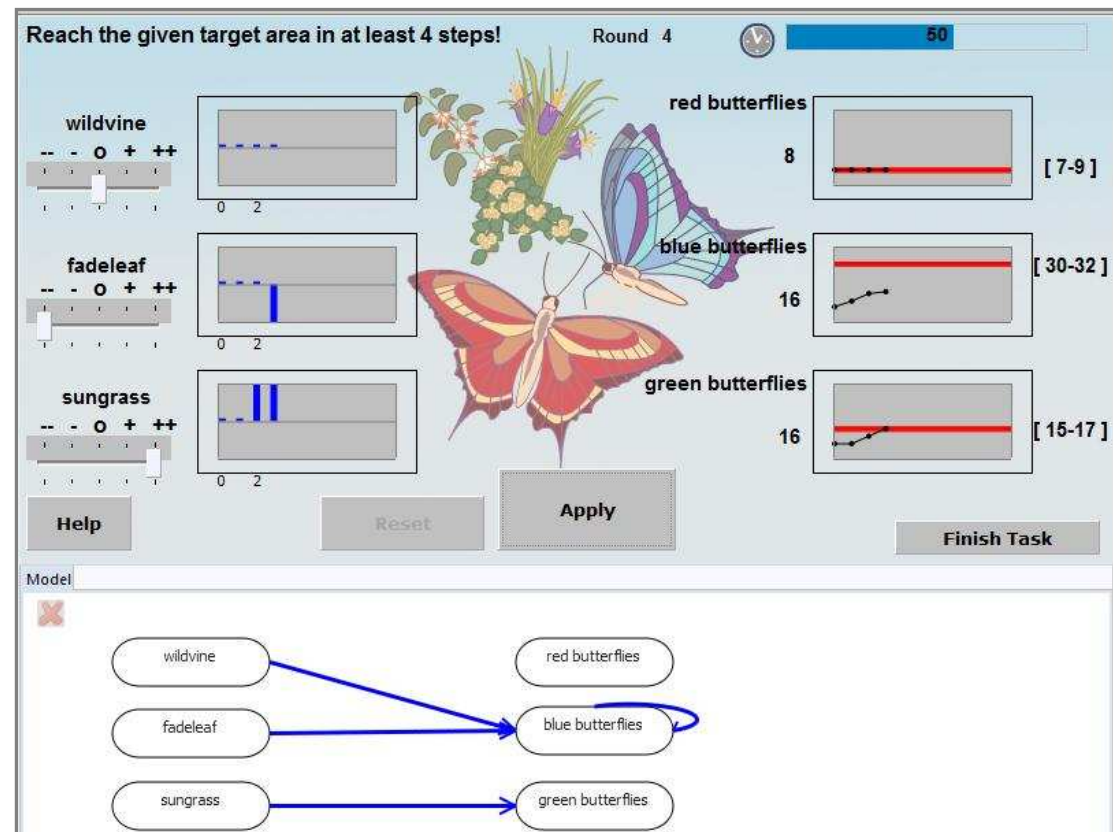 Reach the given target area in at least 4 steps!
Round 4
50
wildvine
-- - o + ++
0 2
red butterflies
8
[ 7-9 ]
fadeleaf
-- - o + ++
0 2
blue butterflies
16
[ 30-32 ]
sungrass
-- - o + ++
0 2
green butterflies
16
[ 15-17 ]
Help
Reset
Apply
Finish Task
Model
wildvine
red butterflies
fadeleaf
blue butterflies
sungrass
green butterflies